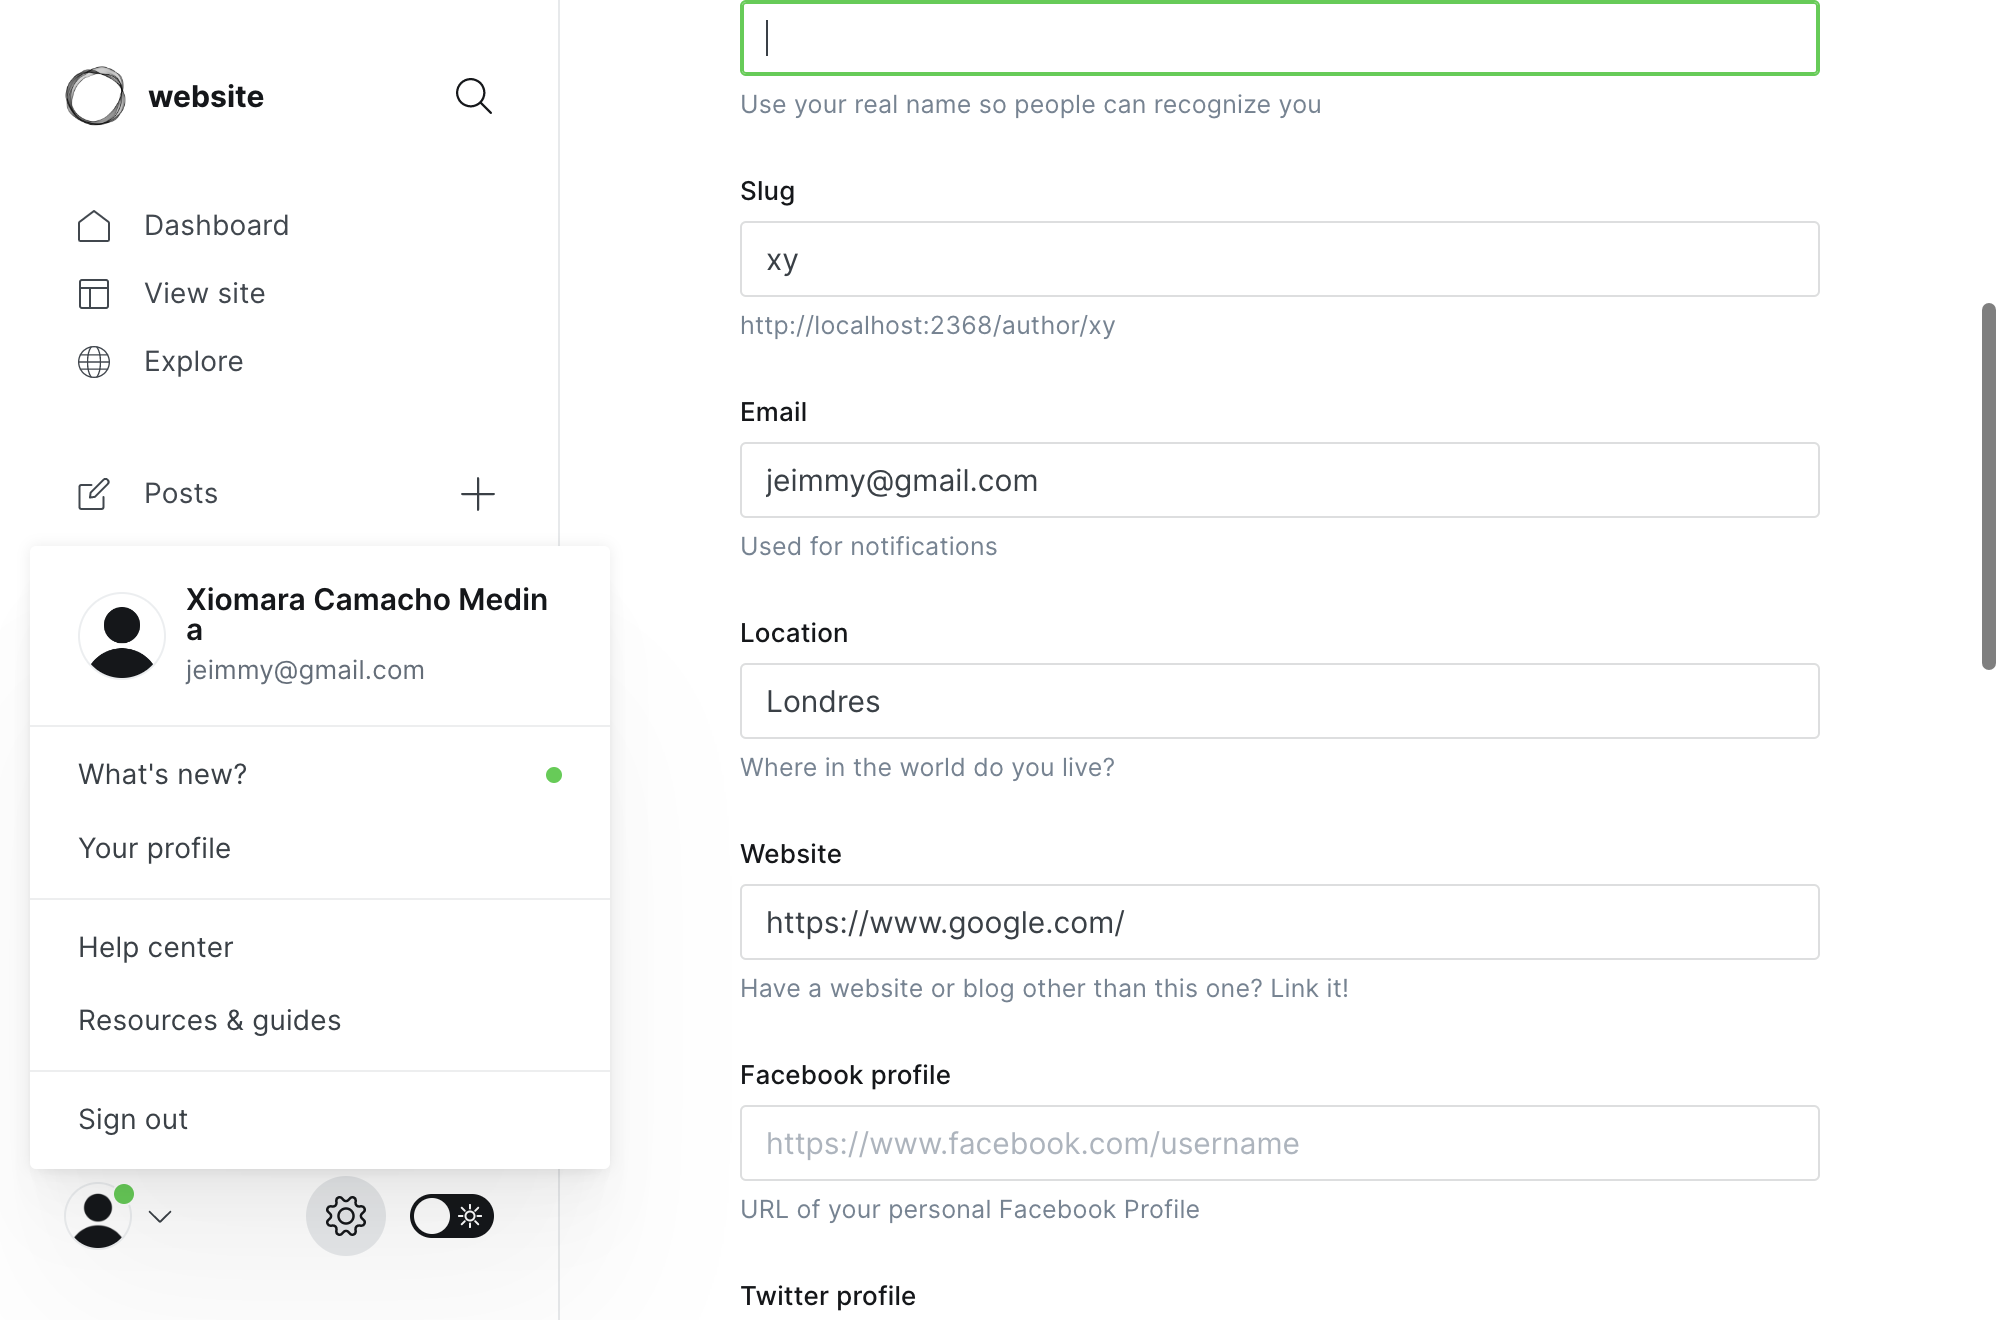 website
Dashboard
View site
Explore
Posts
Xiomara Camacho Medin
a
jeimmy@gmail.com
What's new?
Your profile
Help center
Resources & guides
Sign out
Use your real name so people can recognize you
Slug
xy
http://localhost:2368/author/xy
Email
jeimmy@gmail.com
Used for notifications
Location
Londres
Where in the world do you live?
Website
https://www.google.com/
Have a website or blog other than this one? Link it!
Facebook profile
https://www.facebook.com/username
URL of your personal Facebook Profile
Twitter profile